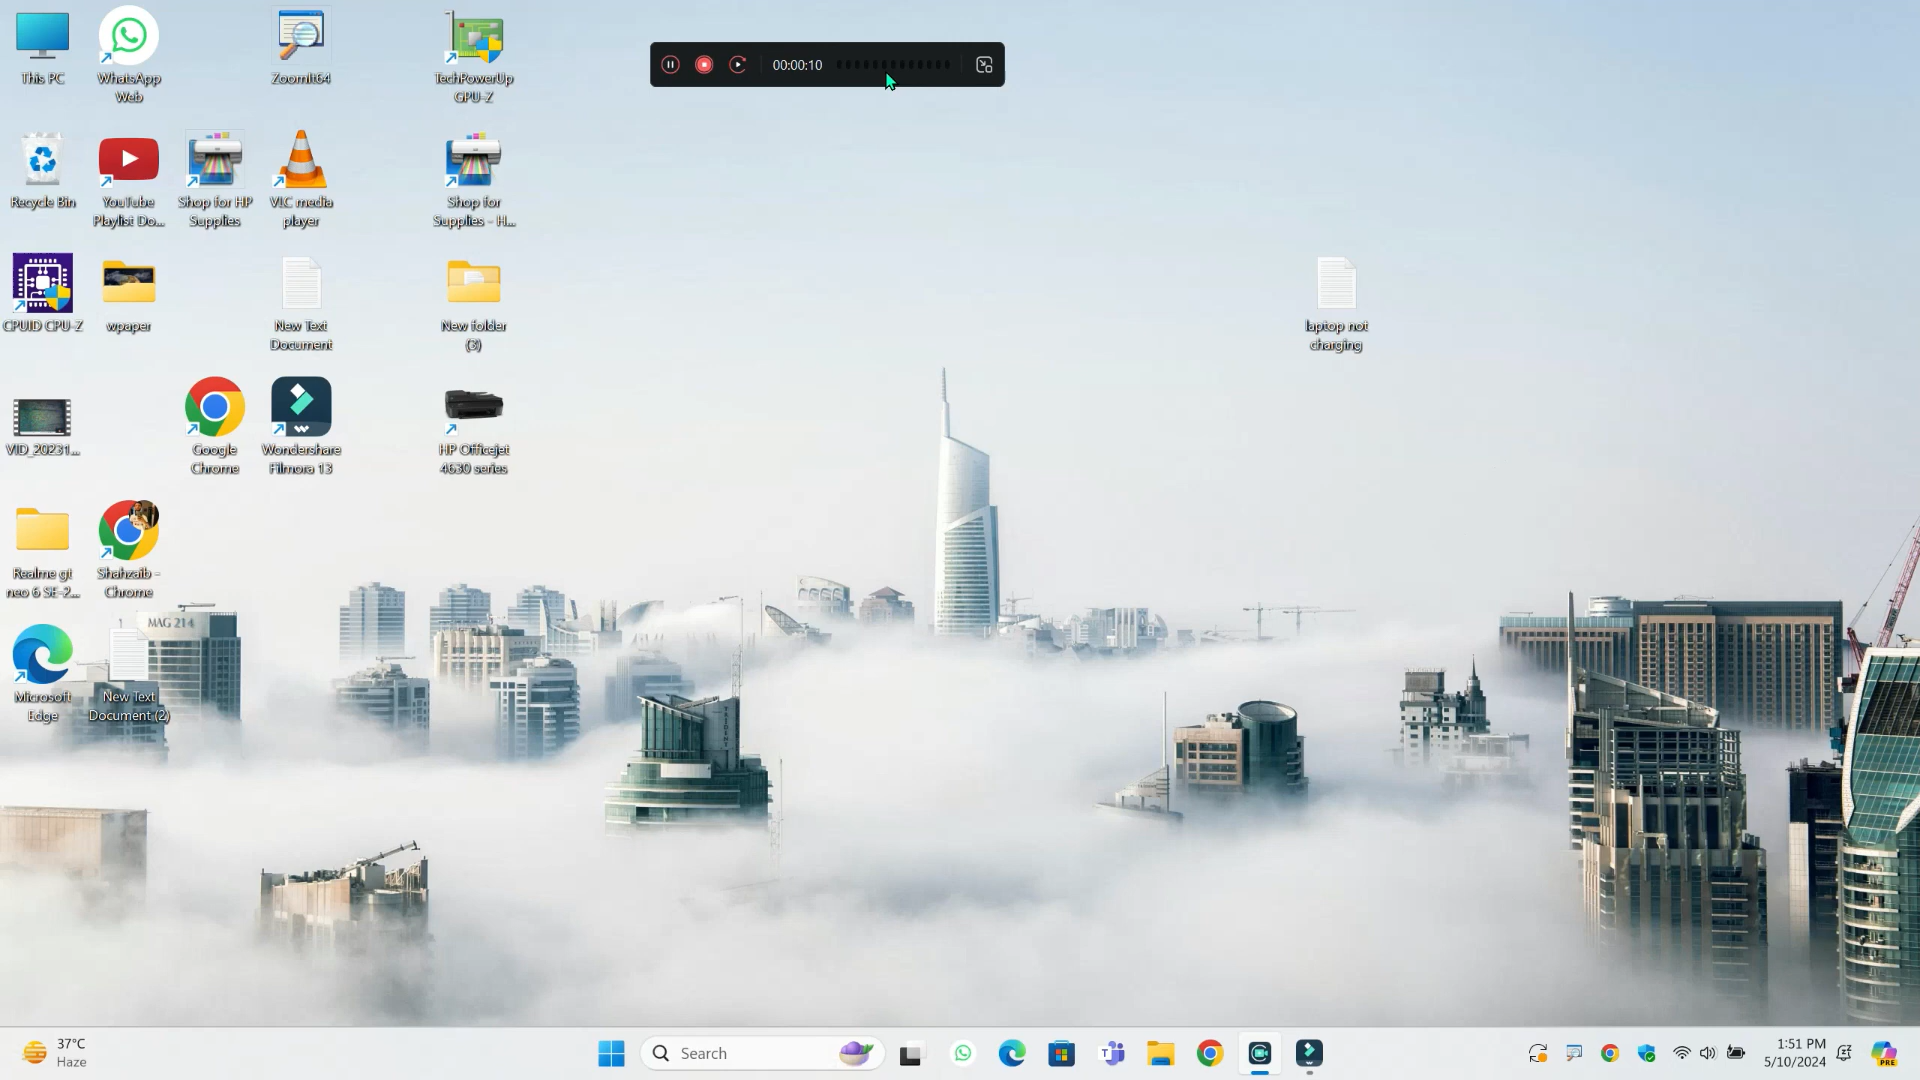 This PC
WhatsApp
Web
ZoomIt64
TechPowerUp
GPU-Z
00:00:10
Recycle Bin
YouTube
Playlist Do...
Shop for HP
Supplies
VLC media
player
Shop for
Supplies - H...
CPUID CPU-Z
wpaper
New Text
Document
New folder
(3)
laptop not
charging
VID_20231...
Google
Chrome
Wondershare
Filmora 13
HP Officejet
4630 series
Realme gt
neo 6 SE-2...
Shahzaib -
Chrome
MAG 214
Microsoft
Edge
New Text
Document (2)
TRIDENT
37°C
Haze
Search
1:51 PM
5/10/2024
PRE